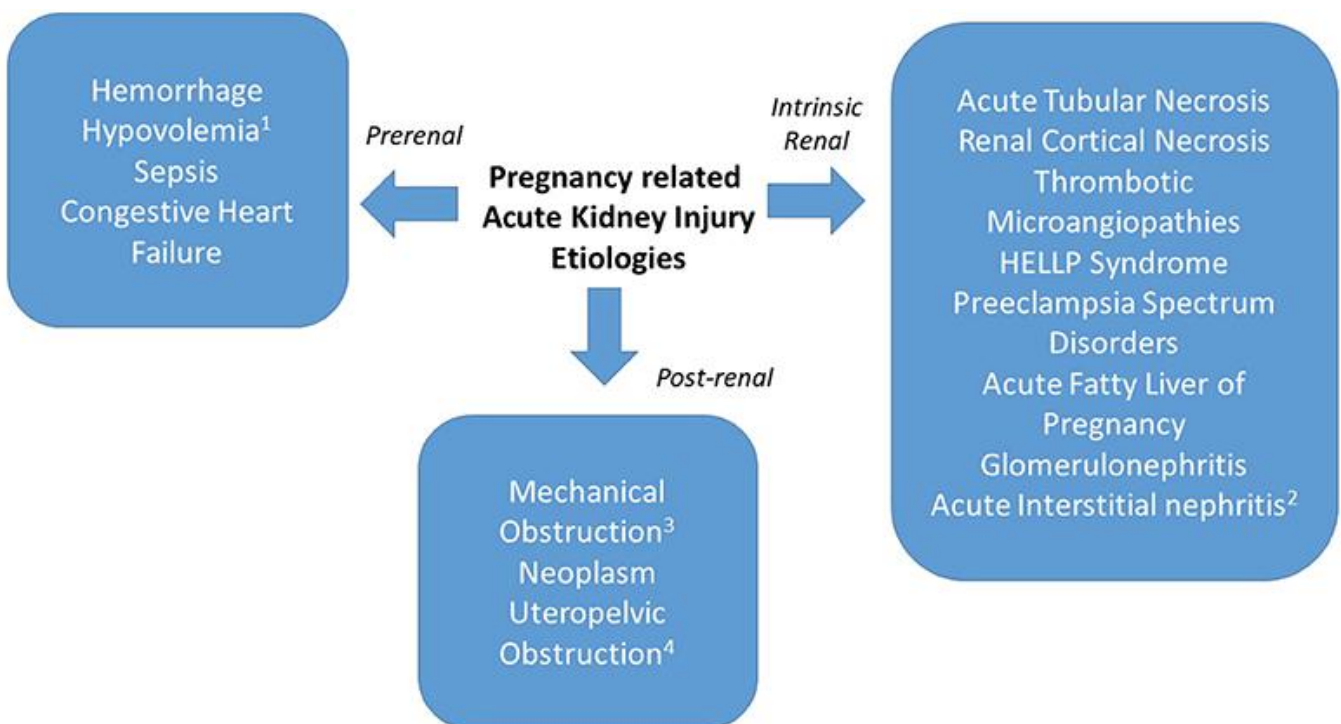 Hemorrhage
Hypovolemia¹
Sepsis
Congestive Heart
Failure
Prerenal
Pregnancy related
Acute Kidney Injury
Etiologies
Intrinsic
Renal
Acute Tubular Necrosis
Renal Cortical Necrosis
Thrombotic
Microangiopathies
HELLP Syndrome
Preeclampsia Spectrum
Disorders
Acute Fatty Liver of
Pregnancy
Glomerulonephritis
Acute Interstitial nephritis²
Post-renal
Mechanical
Obstruction³
Neoplasm
Uteropelvic
Obstruction⁴